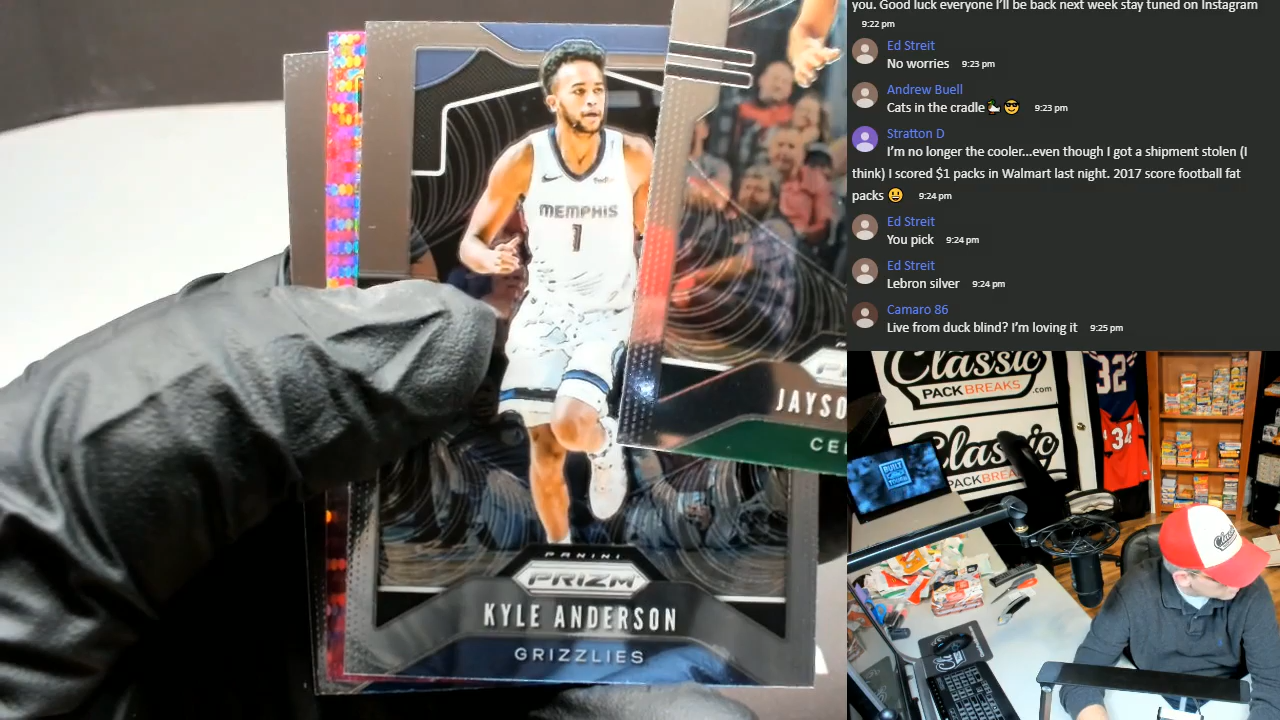 you. Good luck everyone I'll be back next week stay tuned on Instagram
9:22 pm
Ed Streit
No worries 9:23 pm
Andrew Buell
Cats in the cradle🦆😎 9:23 pm
Stratton D
I'm no longer the cooler...even though I got a shipment stolen (I
think) I scored $1 packs in Walmart last night. 2017 score football fat
packs 😃 9:24 pm
Ed Streit
You pick 9:24 pm
Ed Streit
Lebron silver 9:24 pm
Camaro 86
Live from duck blind? I'm loving it 9:25 pm
FedEx
MEMPHIS
1
JAYSO
CE
PANINI
PRIZM
KYLE ANDERSON
GRIZZLIES
Classic
PACKBREAKS.com
Classic
PACKBREA
32
34
BUILT
TOUGH
Classic